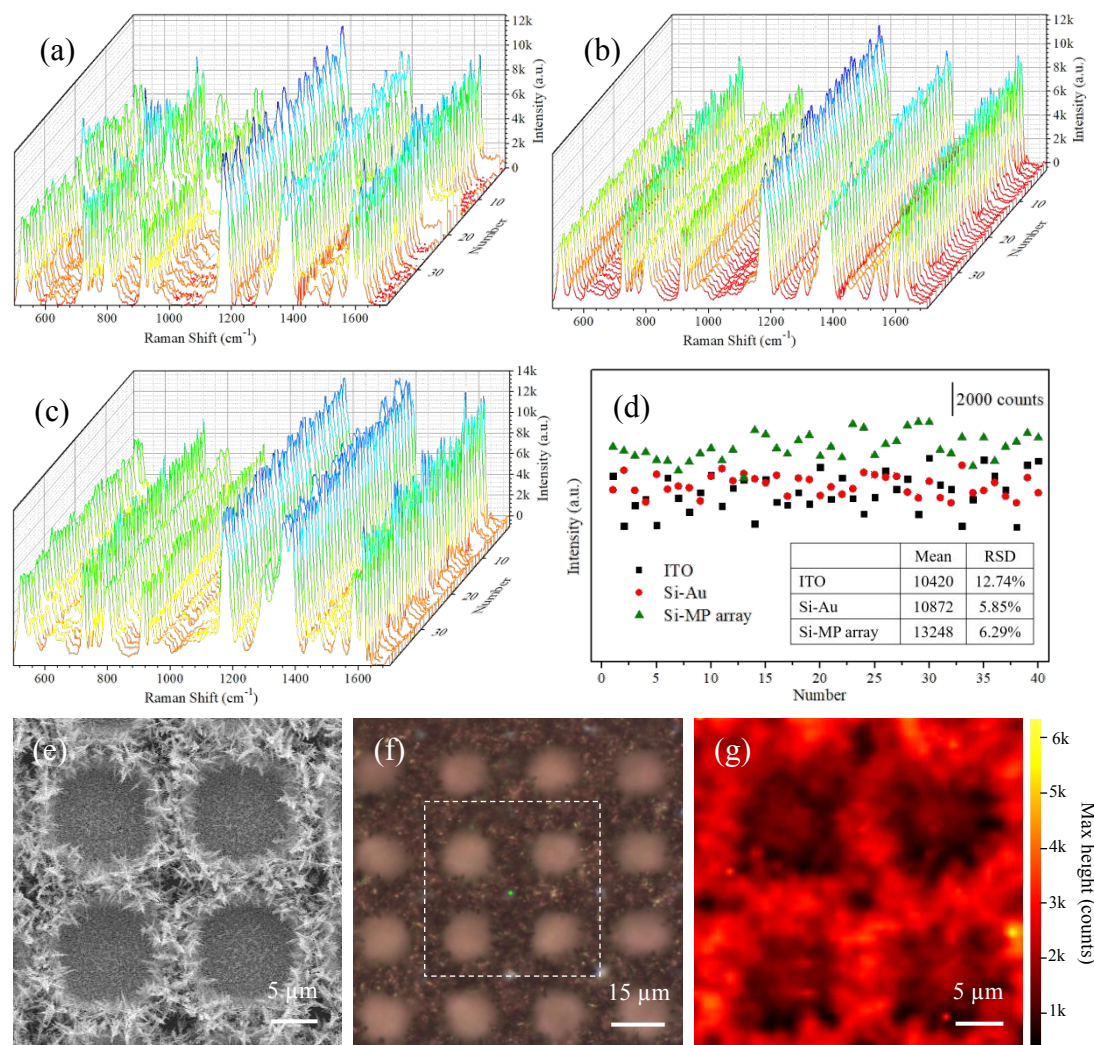 (a)
12k
10k
8k
6k
4k
2k
0
Intensity (a.u.)
10
20
30
Number
600 800 1000 1200 1400 1600
Raman Shift (cm⁻¹)
(b)
12k
10k
8k
6k
4k
2k
0
Intensity (a.u.)
10
20
30
Number
600 800 1000 1200 1400 1600
Raman Shift (cm⁻¹)
(c)
14k
12k
10k
8k
6k
4k
2k
0
Intensity (a.u.)
10
20
30
Number
600 800 1000 1200 1400 1600
Raman Shift (cm⁻¹)
(d)
2000 counts
Intensity (a.u.)
ITO
Si-Au
Si-MP array
Mean RSD
ITO 10420 12.74%
Si-Au 10872 5.85%
Si-MP array 13248 6.29%
0 5 10 15 20 25 30 35 40
Number
(e)
5 µm
(f)
15 µm
(g)
5 µm
6k
5k
4k
3k
2k
1k
Max height (counts)